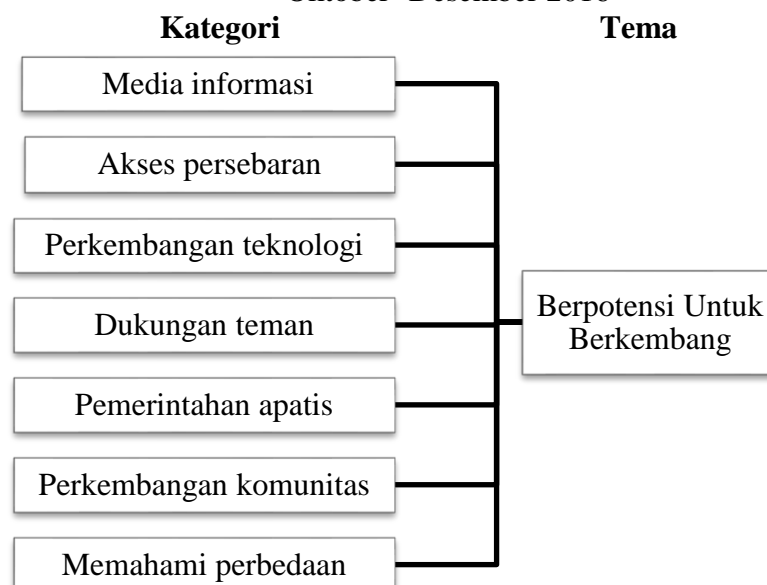 Kategori Tema
Media informasi
Akses persebaran
Perkembangan teknologi
Dukungan teman
Pemerintahan apatis
Perkembangan komunitas
Memahami perbedaan
Berpotensi Untuk
Berkembang